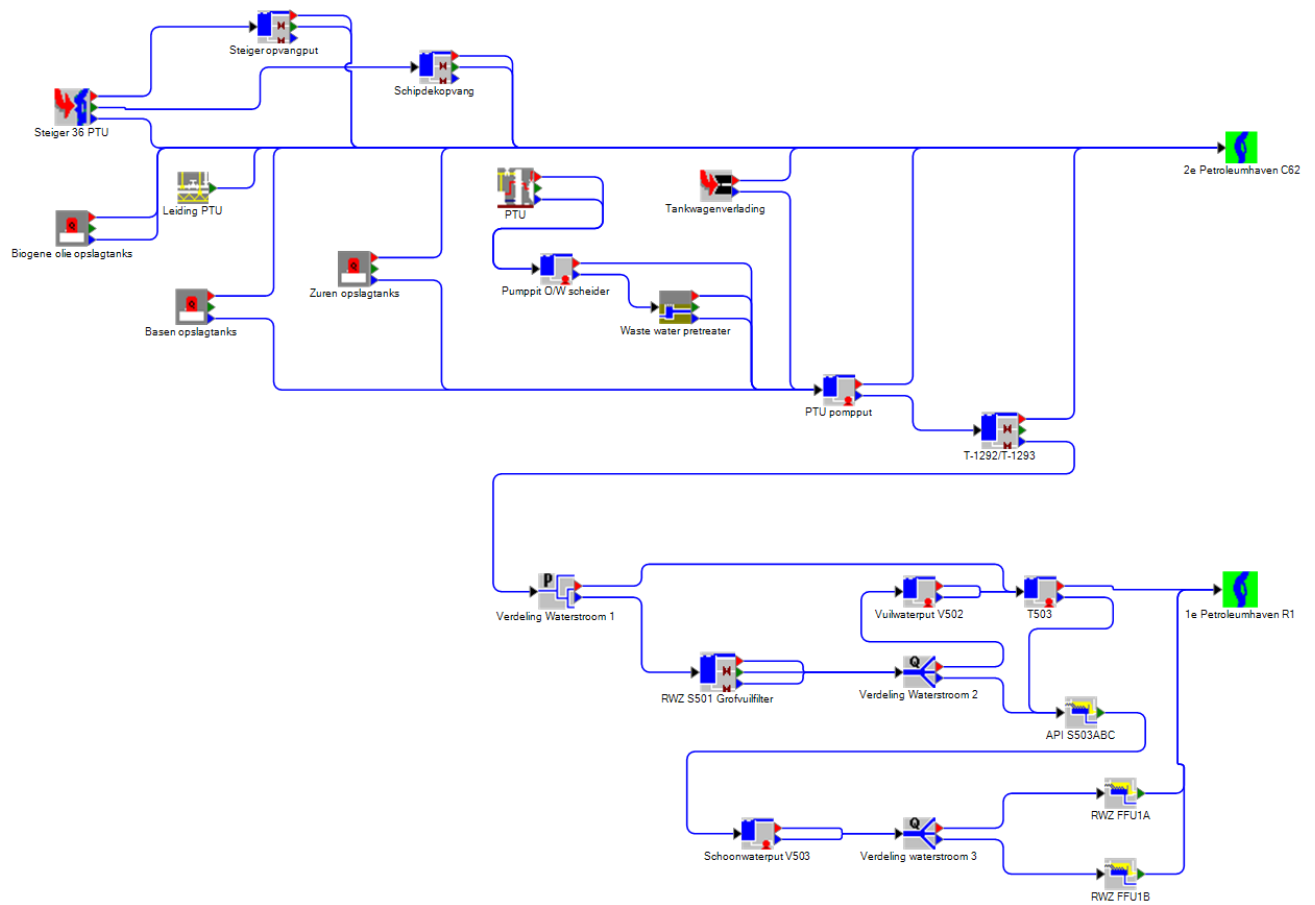 Steiger opvangput
Schipdekopvang
Steiger 36 PTU
2e Petroleumhaven C62
Leiding PTU
PTU
Tankwagenverlading
Biogene olie opslagtanks
Zuren opslagtanks
Pumppit O/W scheider
Basen opslagtanks
Waste water pretreater
PTU pompput
T-1292/T-1293
P
Verdeling Waterstroom 1
Vuilwaterput V502
T503
1e Petroleumhaven R1
Q
RWZ S501 Grofvuilfilter
Verdeling Waterstroom 2
API S503ABC
RWZ FFU1A
Q
Schoonwaterput V503
Verdeling waterstroom 3
RWZ FFU1B